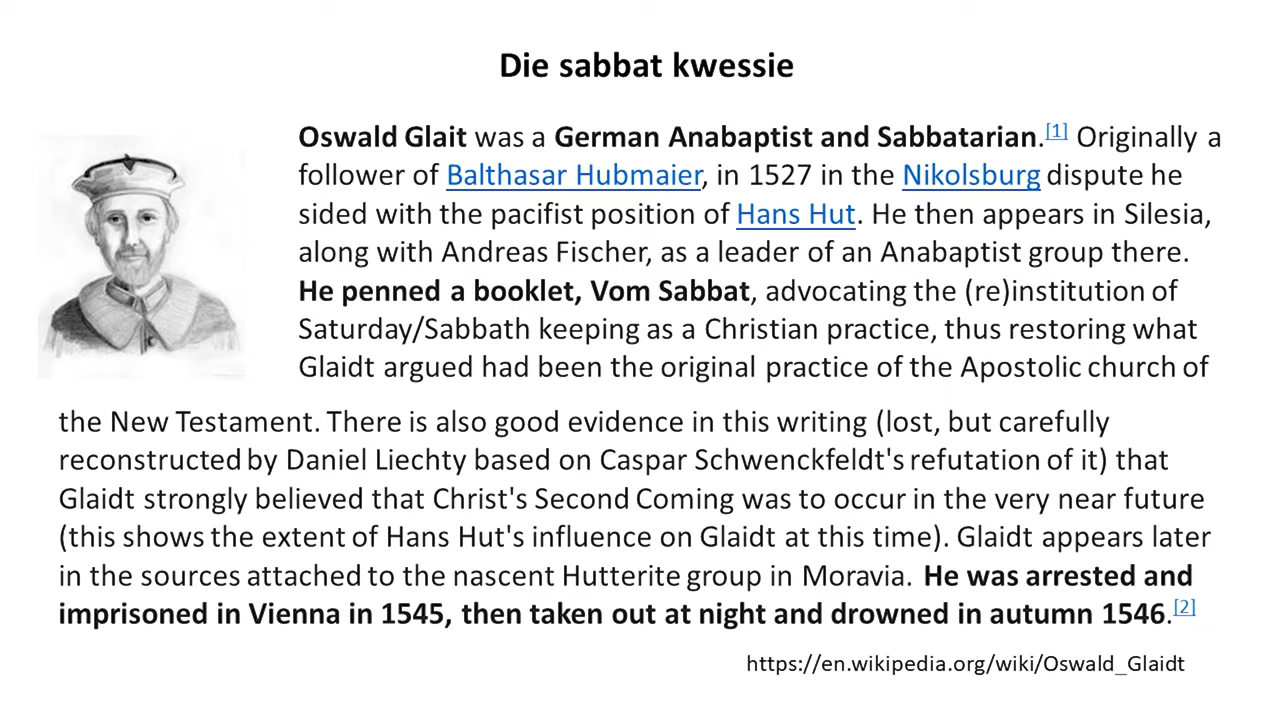 Die sabbat kwessie
Oswald Glait was a German Anabaptist and Sabbatarian.[1] Originally a
follower of Balthasar Hubmaier, in 1527 in the Nikolsburg dispute he
sided with the pacifist position of Hans Hut. He then appears in Silesia,
along with Andreas Fischer, as a leader of an Anabaptist group there.
He penned a booklet, Vom Sabbat, advocating the (re)institution of
Saturday/Sabbath keeping as a Christian practice, thus restoring what
Glaidt argued had been the original practice of the Apostolic church of
the New Testament. There is also good evidence in this writing (lost, but carefully
reconstructed by Daniel Liechty based on Caspar Schwenckfeldt's refutation of it) that
Glaidt strongly believed that Christ's Second Coming was to occur in the very near future
(this shows the extent of Hans Hut's influence on Glaidt at this time). Glaidt appears later
in the sources attached to the nascent Hutterite group in Moravia. He was arrested and
imprisoned in Vienna in 1545, then taken out at night and drowned in autumn 1546.[2]
https://en.wikipedia.org/wiki/Oswald_Glaidt